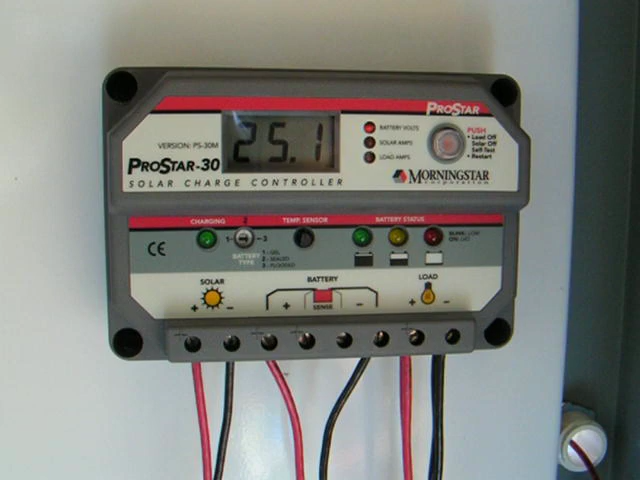 PROSTAR
25.1
BATTERY VOLTS
SOLAR AMPS
LOAD AMPS
PUSH
• Load Off
Solar Off
Self-Test
• Restart
VERSION: PS-30M
PROSTAR-30
SOLAR CHARGE CONTROLLER
MORNINGSTAR
corporation
CHARGING
2
TEMP. SENSOR
BATTERY STATUS
1
3
BLINK: LOW
ON: LVD
CE
BATTERY
TYPE
1 - GEL
2 - SEALED
3 - FLOODED
SOLAR
BATTERY
LOAD
+ −
+ SENSE −
+ −